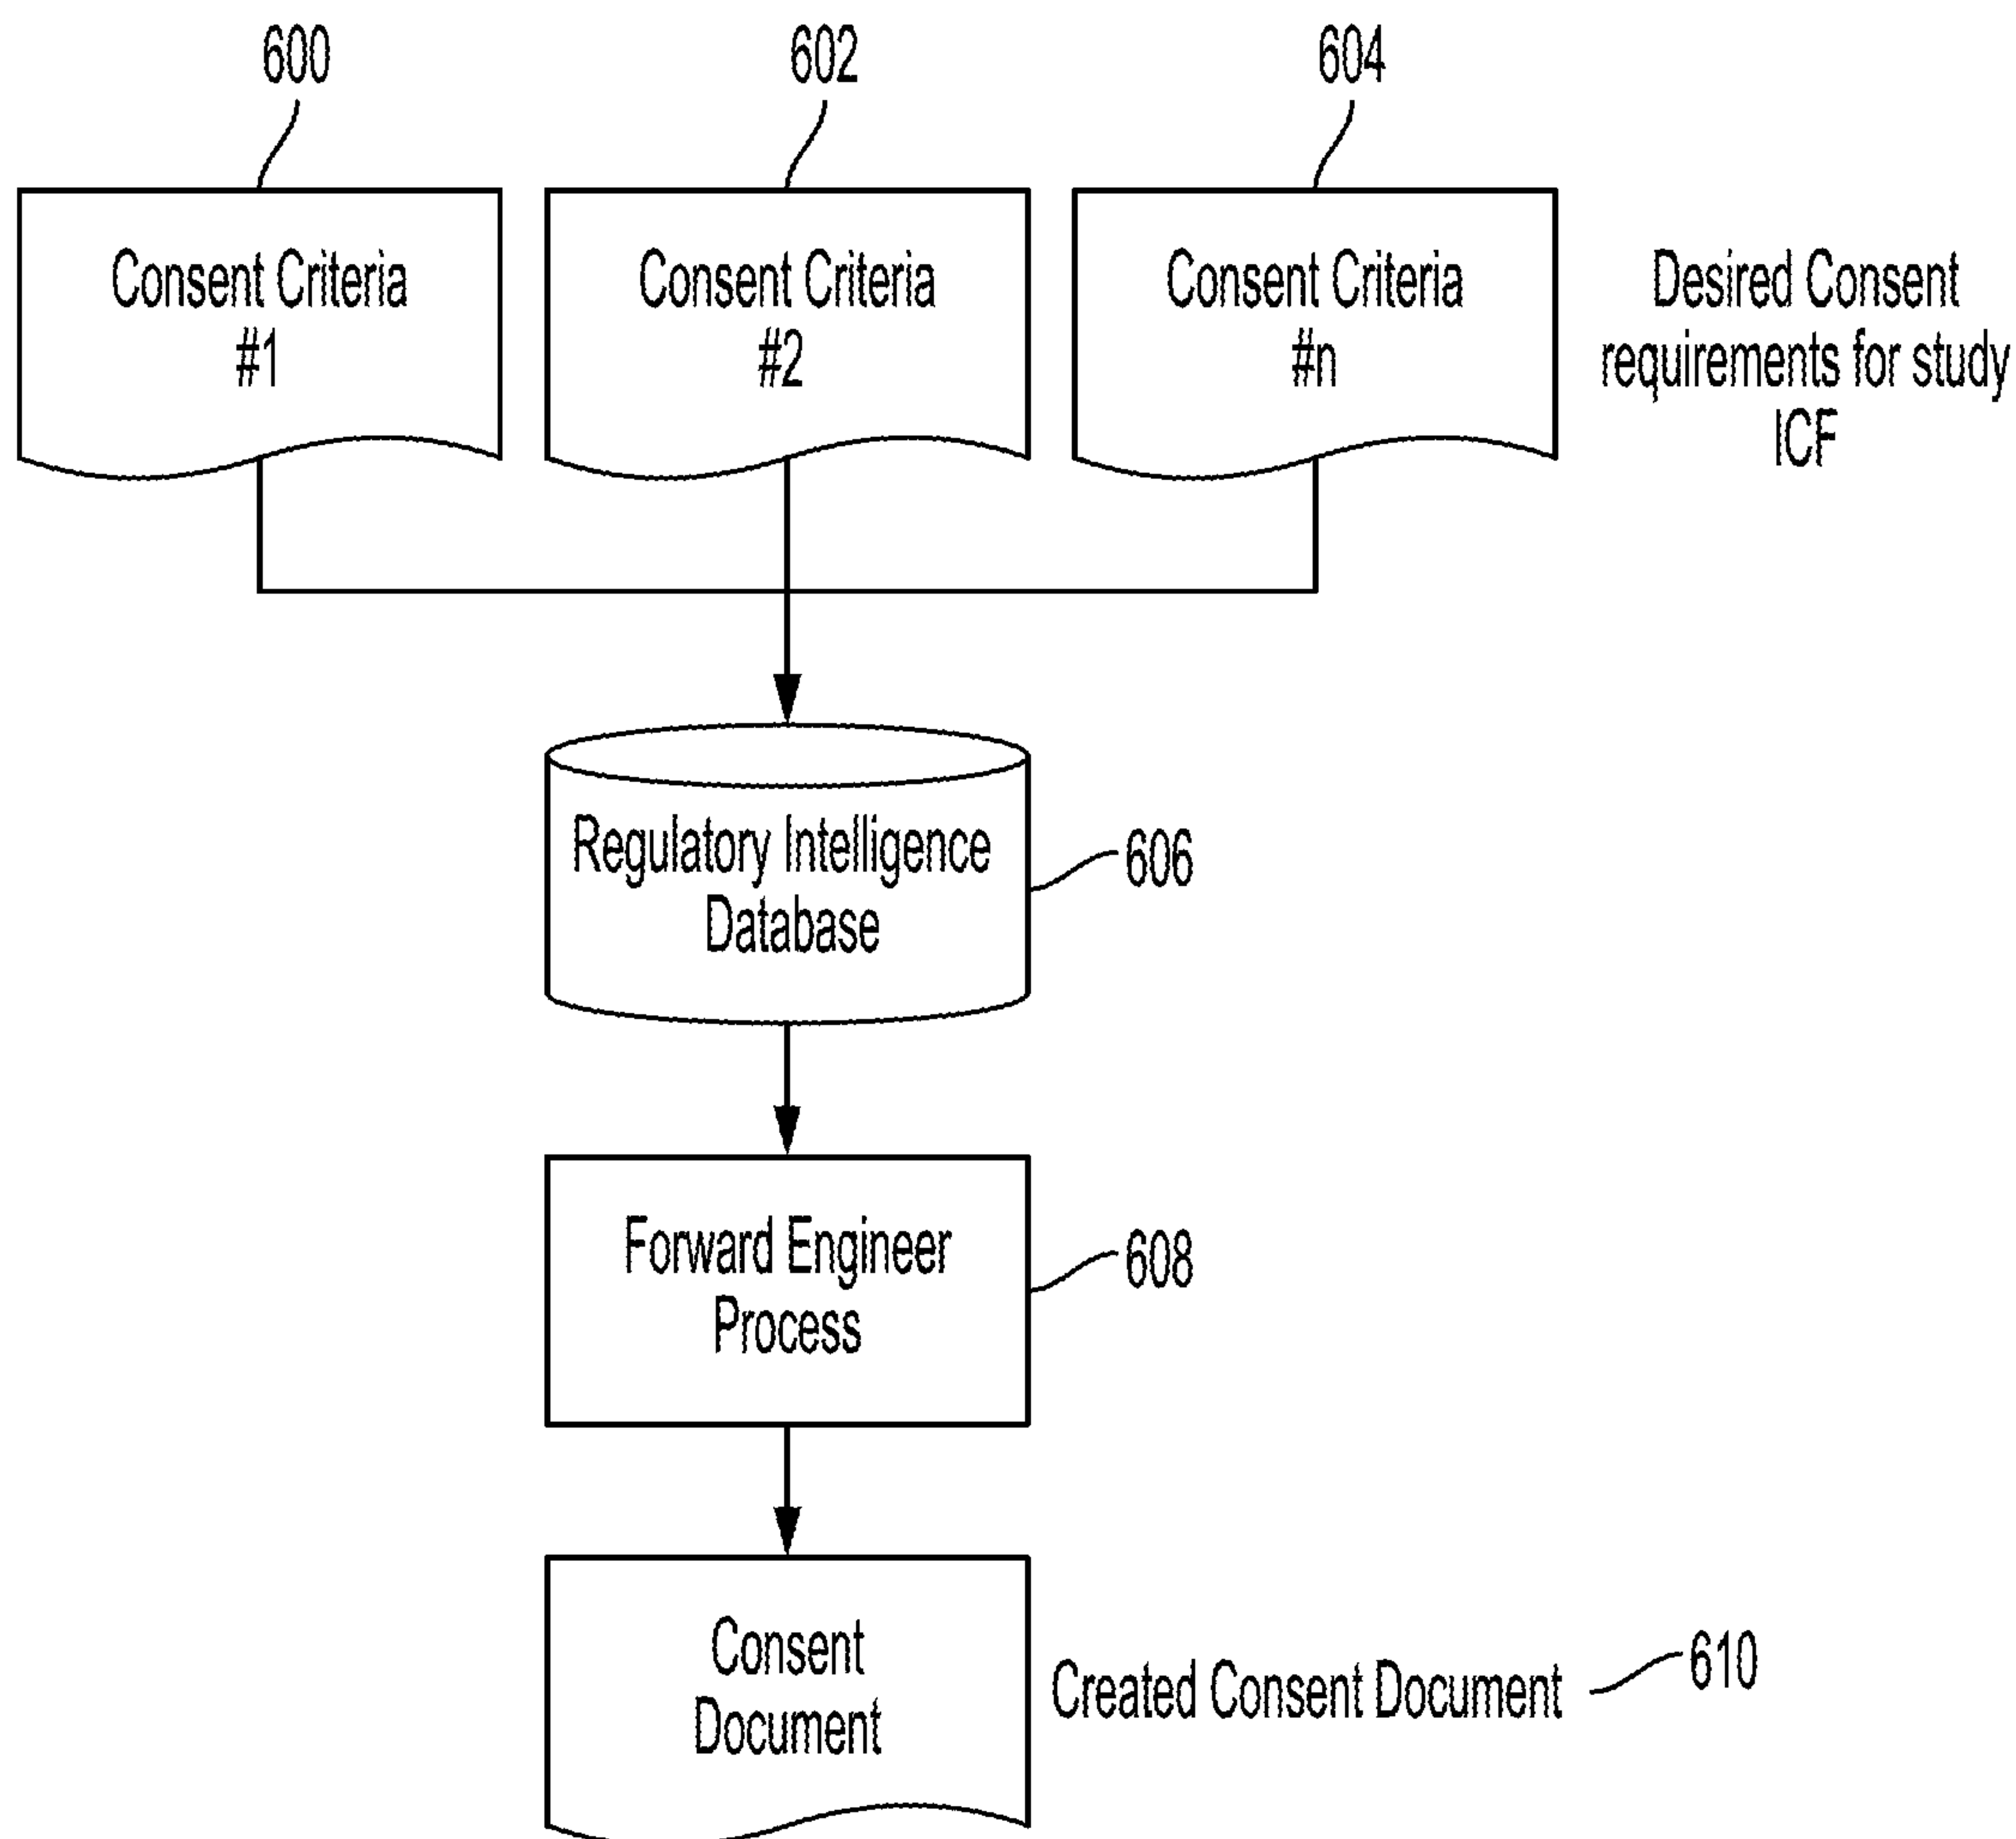 600
602
604
Consent Criteria
#1
Consent Criteria
#2
Consent Criteria
#n
Desired Consent
requirements for study
ICF
Regulatory Intelligence
Database
606
Forward Engineer
Process
608
Consent
Document
Created Consent Document
610